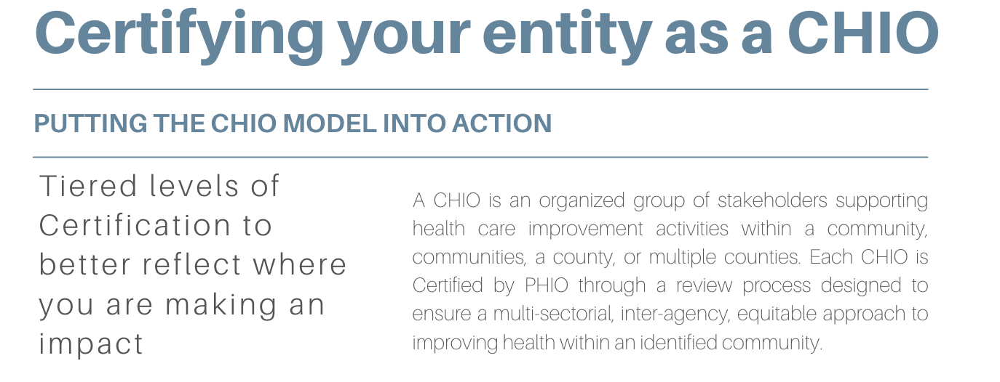 Certifying your entity as a CHIO
PUTTING THE CHIO MODEL INTO ACTION
Tiered levels of
Certification to
better reflect where
you are making an
impact
A CHIO is an organized group of stakeholders supporting
health care improvement activities within a community,
communities, a county, or multiple counties. Each CHIO is
Certified by PHIO through a review process designed to
ensure a multi-sectorial, inter-agency, equitable approach to
improving health within an identified community.